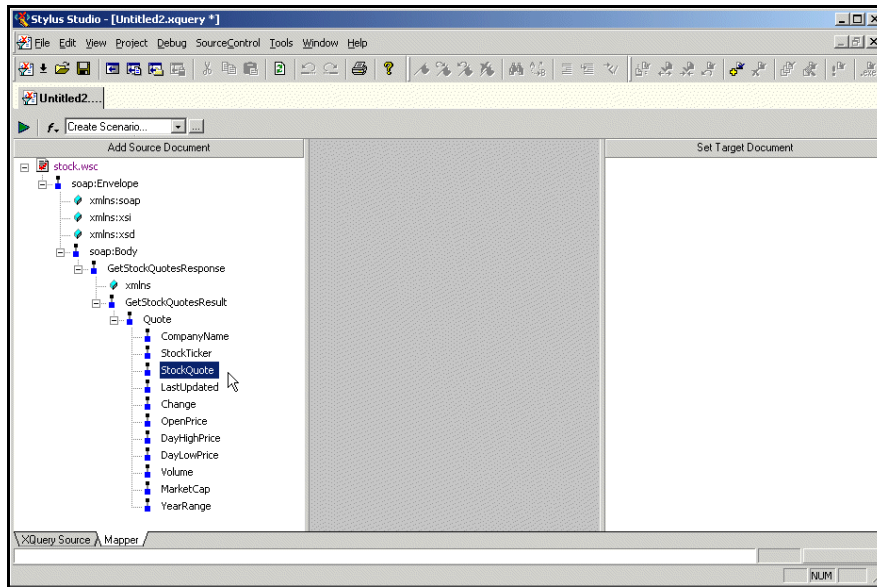 Stylus Studio - [Untitled2.xquery *]
File Edit View Project Debug SourceControl Tools Window Help
Untitled2....
Create Scenario... ...
Add Source Document Set Target Document
stock.wsc
soap:Envelope
xmlns:soap
xmlns:xsi
xmlns:xsd
soap:Body
GetStockQuotesResponse
xmlns
GetStockQuotesResult
Quote
CompanyName
StockTicker
StockQuote
LastUpdated
Change
OpenPrice
DayHighPrice
DayLowPrice
Volume
MarketCap
YearRange
XQuery Source Mapper
NUM